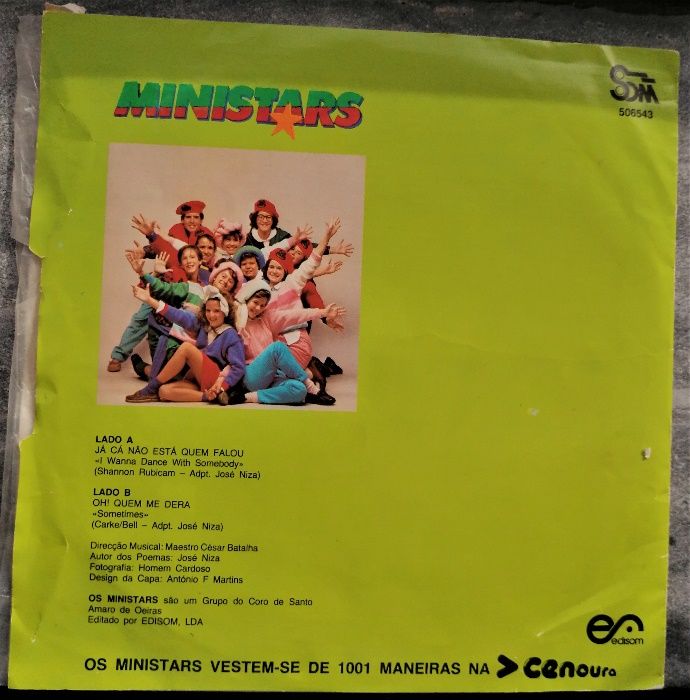 MINISTARS
SDM
506543
LADO A
JÁ CÁ NÃO ESTÁ QUEM FALOU
«I Wanna Dance With Somebody»
(Shannon Rubicam – Adpt. José Niza)
LADO B
OH! QUEM ME DERA
«Sometimes»
(Carke/Bell – Adpt. José Niza)
Direcção Musical: Maestro César Batalha
Autor dos Poemas: José Niza
Fotografia: Homem Cardoso
Design da Capa: António F Martins
OS MINISTARS são um Grupo do Coro de Santo
Amaro de Oeiras
Editado por EDISOM, LDA
edisom
OS MINISTARS VESTEM-SE DE 1001 MANEIRAS NA > cenoura